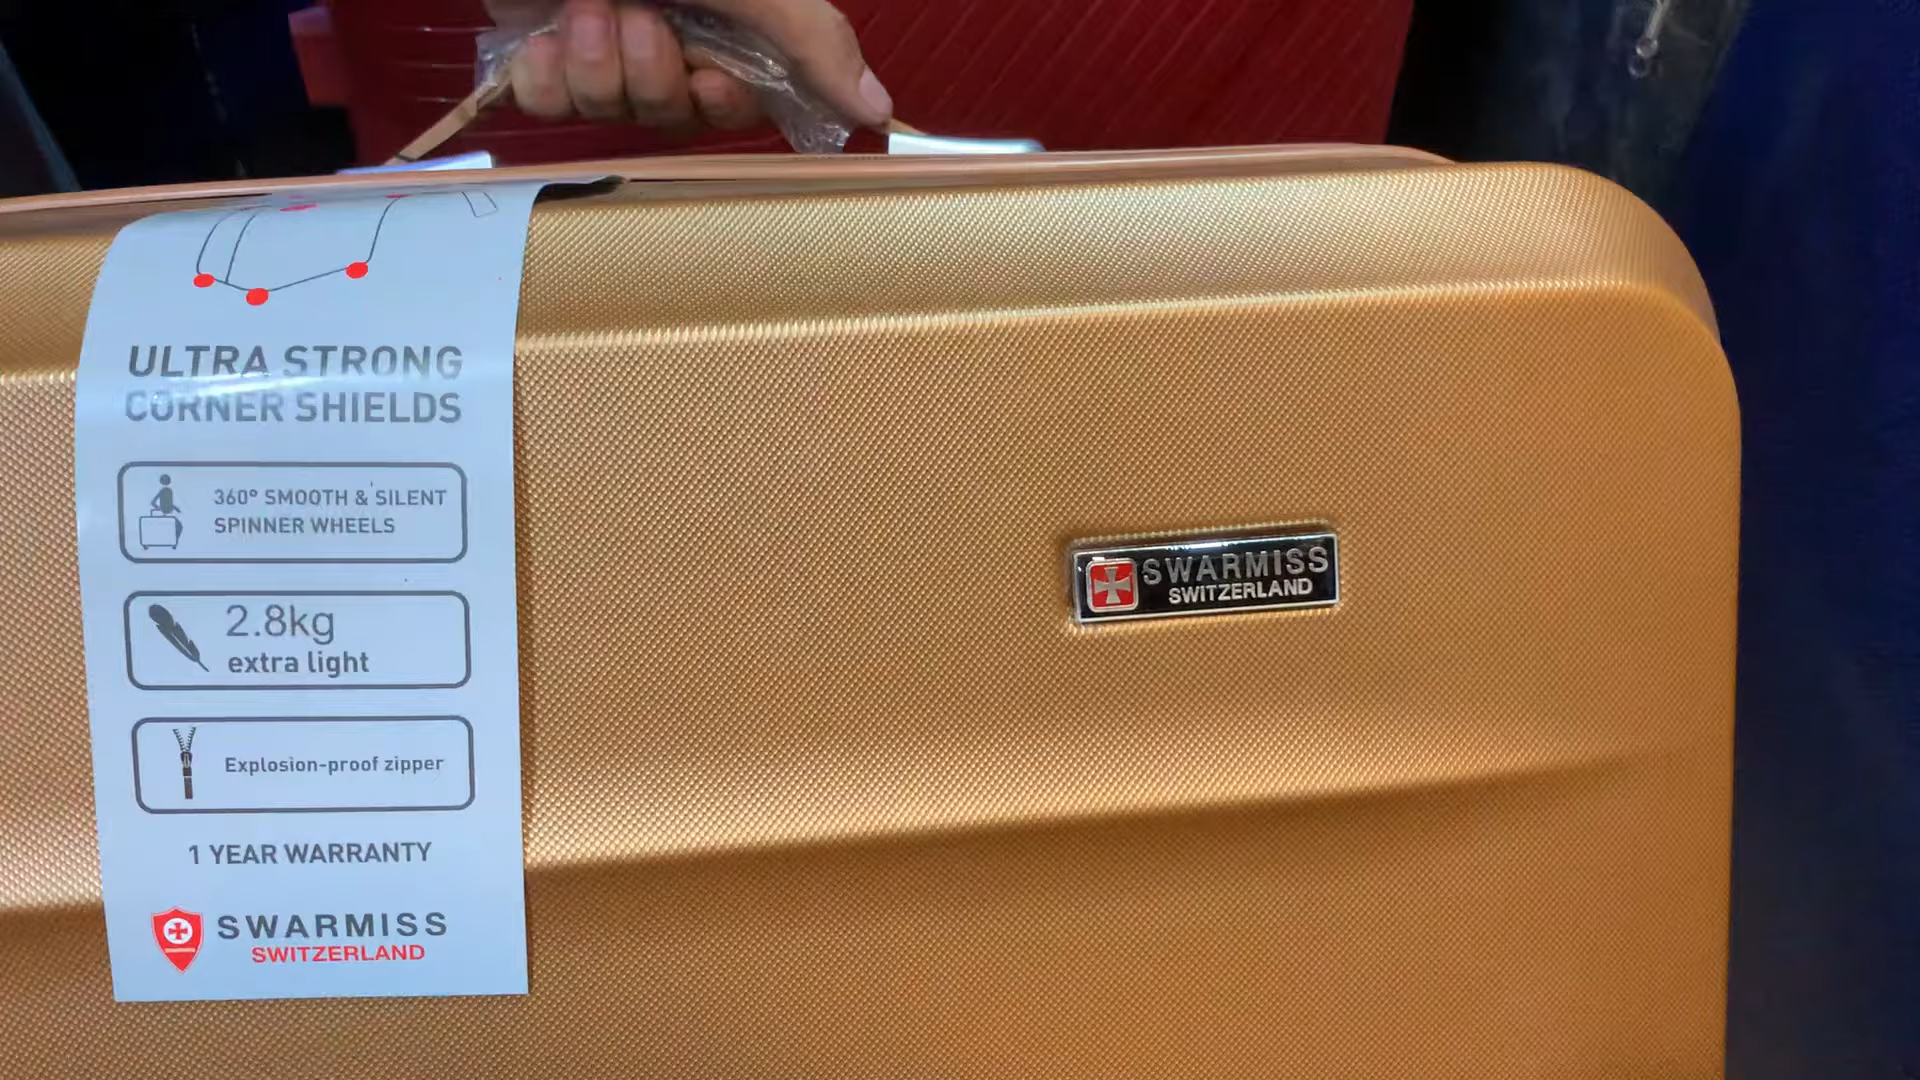 ULTRA STRONG
CORNER SHIELDS
360° SMOOTH & SILENT
SPINNER WHEELS
2.8kg
extra light
Explosion-proof zipper
1 YEAR WARRANTY
SWARMISS
SWITZERLAND
SWARMISS
SWITZERLAND